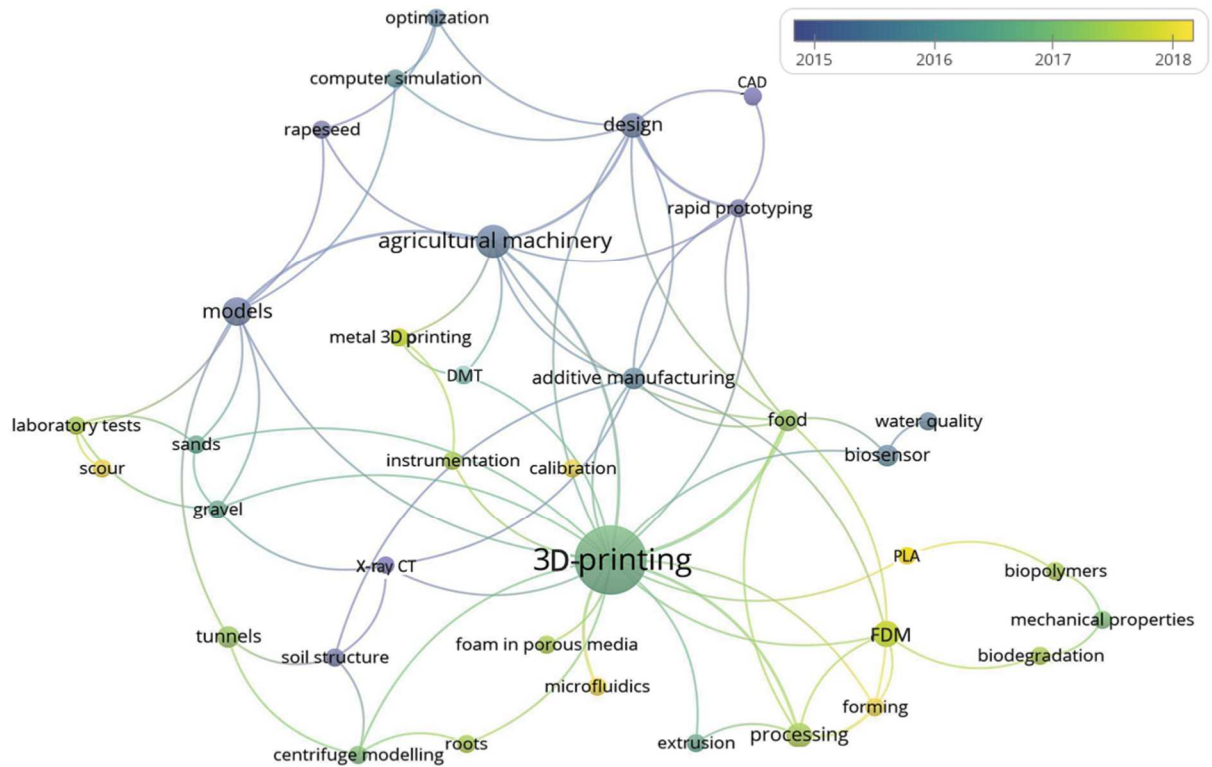 optimization
2015 2016 2017 2018
computer simulation
CAD
rapeseed
design
rapid prototyping
agricultural machinery
models
metal 3D printing
DMT
additive manufacturing
laboratory tests
food
water quality
sands
biosensor
scour
instrumentation
calibration
gravel
X-ray CT
3D-printing
PLA
biopolymers
mechanical properties
tunnels
FDM
soil structure
foam in porous media
biodegradation
microfluidics
forming
centrifuge modelling
roots
extrusion
processing